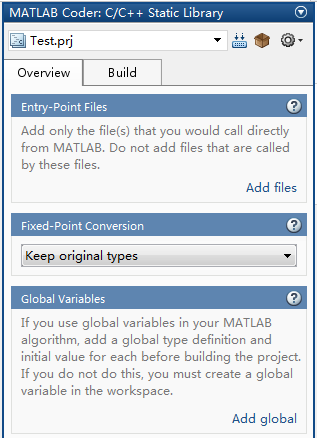 MATLAB Coder: C/C++ Static Library
Test.prj
Overview
Build
Entry-Point Files
Add only the file(s) that you would call directly
from MATLAB. Do not add files that are called
by these files.
Add files
Fixed-Point Conversion
Keep original types
Global Variables
If you use global variables in your MATLAB
algorithm, add a global type definition and
initial value for each before building the project.
If you do not do this, you must create a global
variable in the workspace.
Add global